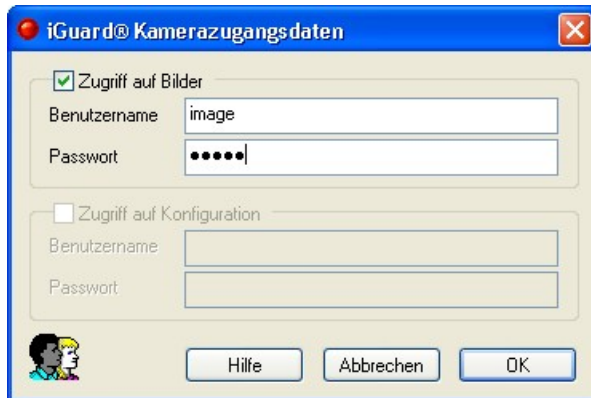 iGuard® Kamerazugangsdaten
Zugriff auf Bilder
Benutzername image
Passwort ●●●●●
Zugriff auf Konfiguration
Benutzername
Passwort
Hilfe Abbrechen OK